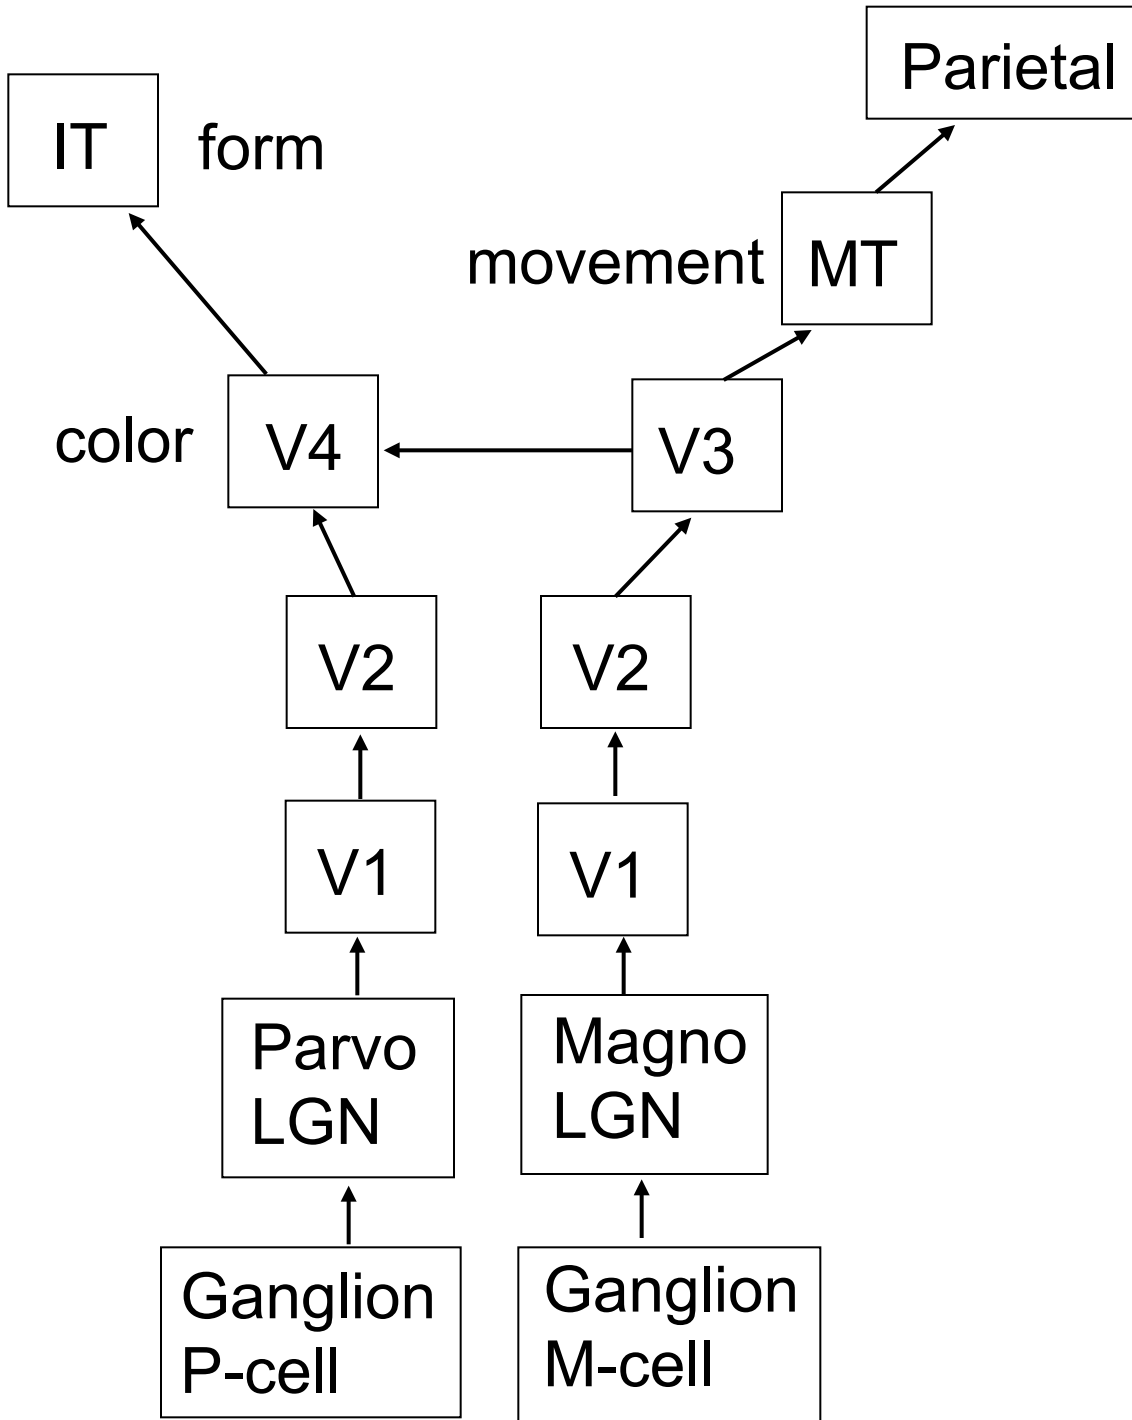 Parietal
IT
form
movement
MT
color
V4
V3
V2
V2
V1
V1
Parvo
LGN
Magno
LGN
Ganglion
P-cell
Ganglion
M-cell